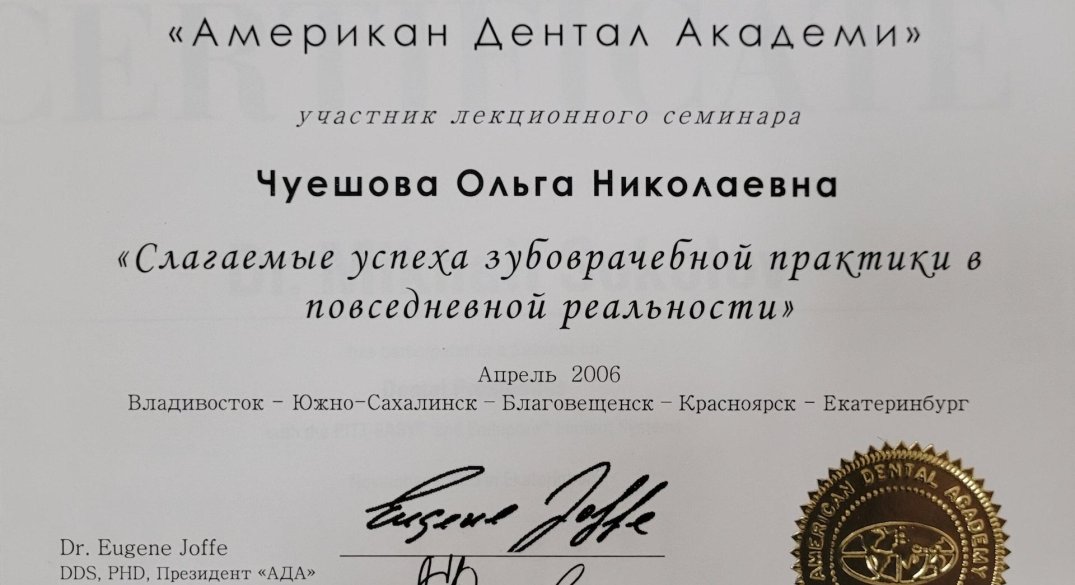 «Американ Дентал Академи»
участник лекционного семинара
Чуешова Ольга Николаевна
«Слагаемые успеха зубоврачебной практики в
повседневной реальности»
Апрель 2006
Владивосток - Южно-Сахалинск - Благовещенск - Красноярск - Екатеринбург
Eugene Joffe
AMERICAN DENTAL ACADEMY
Dr. Eugene Joffe
DDS, PHD, Президент «АДА»